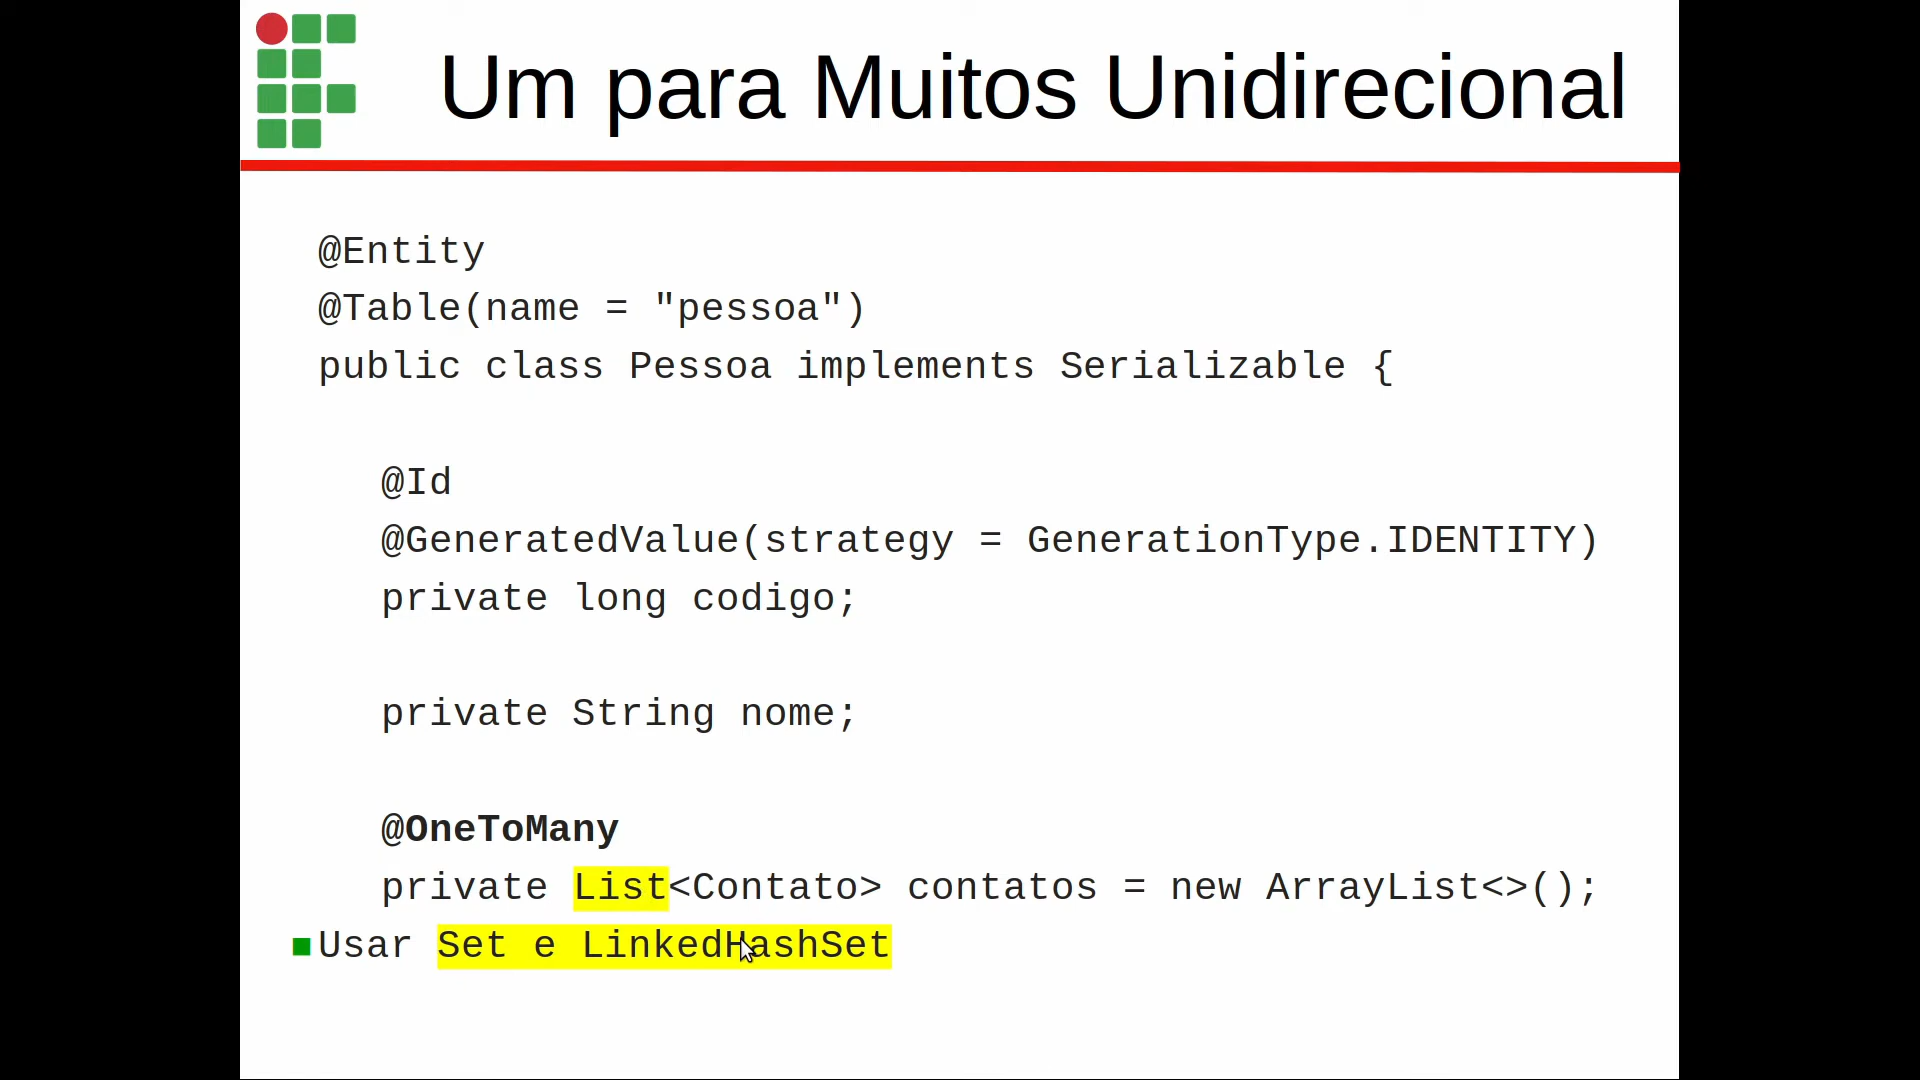 Um para Muitos Unidirecional
@Entity
@Table(name = "pessoa")
public class Pessoa implements Serializable {
@Id
@GeneratedValue(strategy = GenerationType.IDENTITY)
private long codigo;
private String nome;
@OneToMany
private List<Contato> contatos = new ArrayList<>();
Usar Set e LinkedHashSet